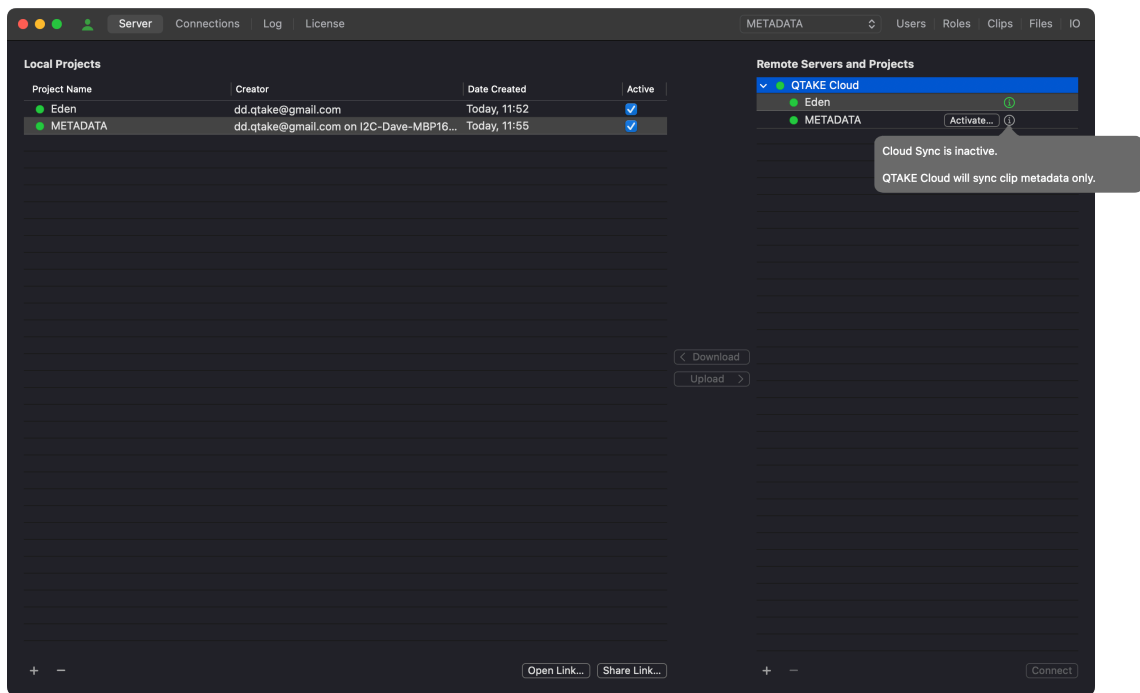 Server Connections Log License METADATA Users Roles Clips Files IO
Local Projects
Project Name Creator Date Created Active
Eden dd.qtake@gmail.com Today, 11:52
METADATA dd.qtake@gmail.com on I2C-Dave-MBP16... Today, 11:55
Remote Servers and Projects
QTAKE Cloud
Eden
METADATA Activate...
Cloud Sync is inactive.
QTAKE Cloud will sync clip metadata only.
< Download
Upload >
+ − Open Link... Share Link... + − Connect